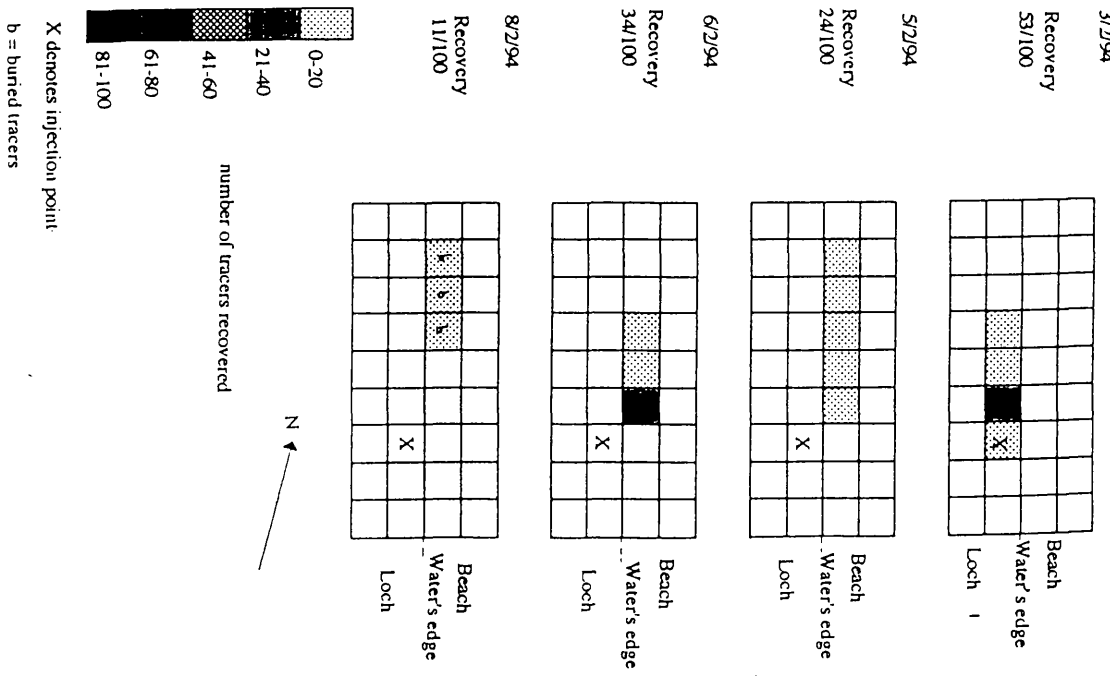 3/2/94
Recovery
53/100
X
Beach
Water's edge
Loch
5/2/94
Recovery
24/100
X
Beach
Water's edge
Loch
6/2/94
Recovery
34/100
X
Beach
Water's edge
Loch
8/2/94
Recovery
11/100
b b b
X
Beach
Water's edge
Loch
N
number of tracers recovered
0-20
21-40
41-60
61-80
81-100
X denotes injection point
b = buried tracers